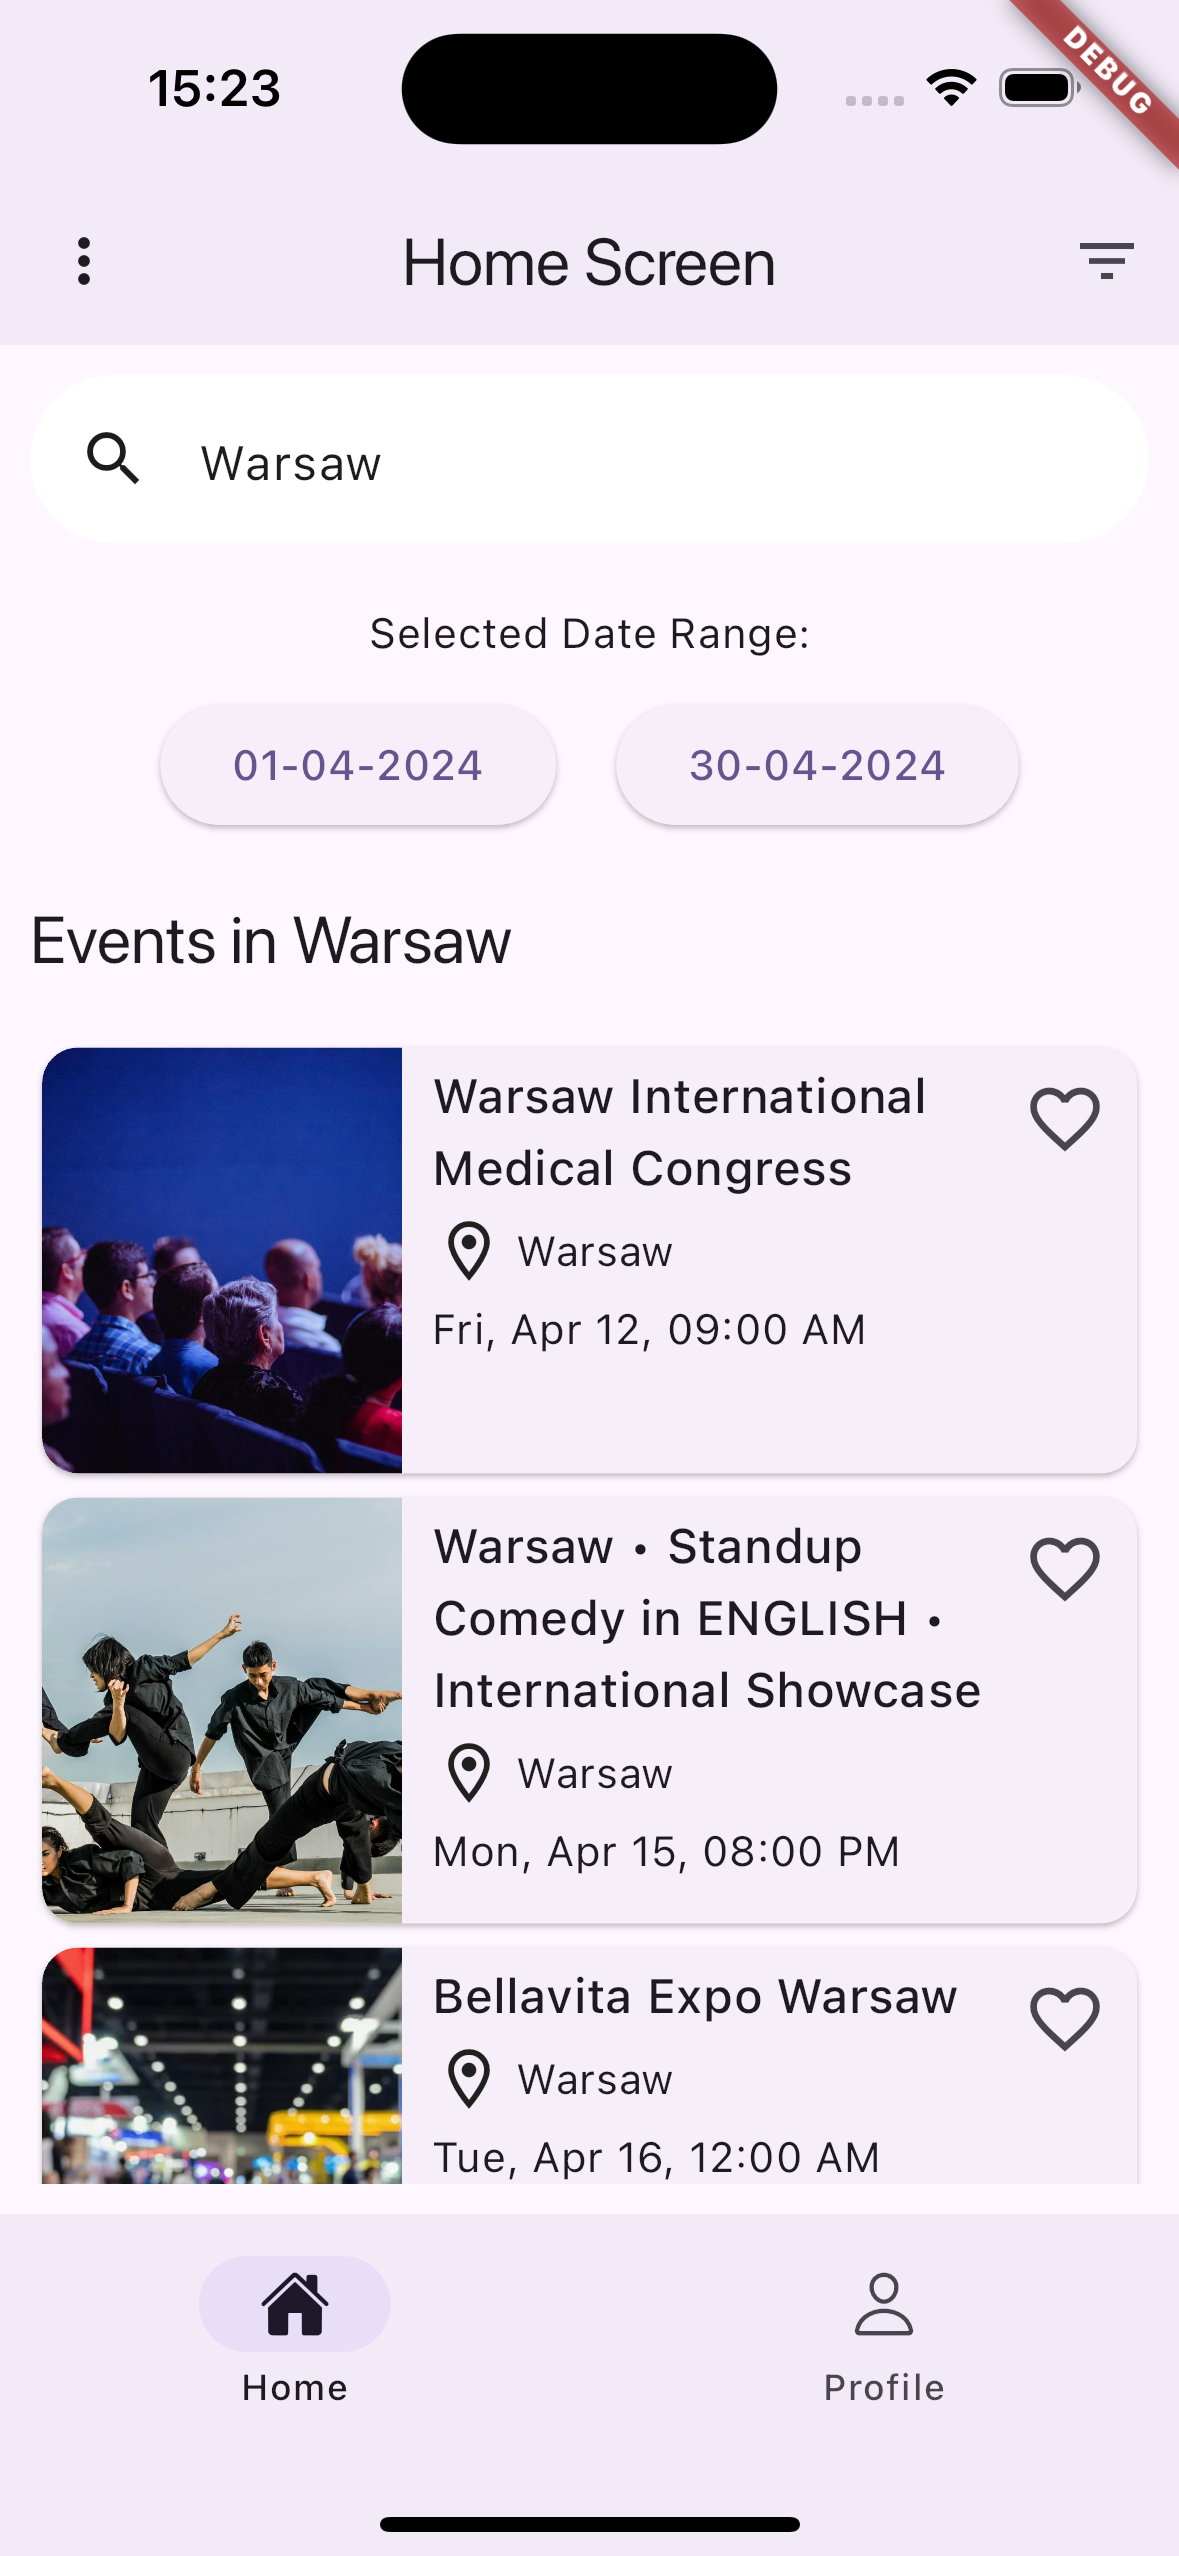 15:23
DEBUG
Home Screen
Warsaw
Selected Date Range:
01-04-2024
30-04-2024
Events in Warsaw
Warsaw International
Medical Congress
Warsaw
Fri, Apr 12, 09:00 AM
Warsaw • Standup
Comedy in ENGLISH •
International Showcase
Warsaw
Mon, Apr 15, 08:00 PM
Bellavita Expo Warsaw
Warsaw
Tue, Apr 16, 12:00 AM
Home
Profile